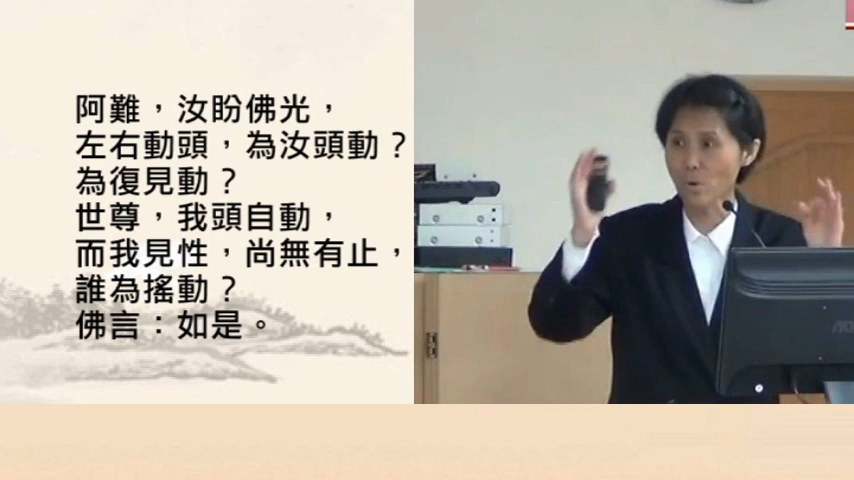 阿難，汝盼佛光，
左右動頭，為汝頭動？
為復見動？
世尊，我頭自動，
而我見性，尚無有止，
誰為搖動？
佛言：如是。